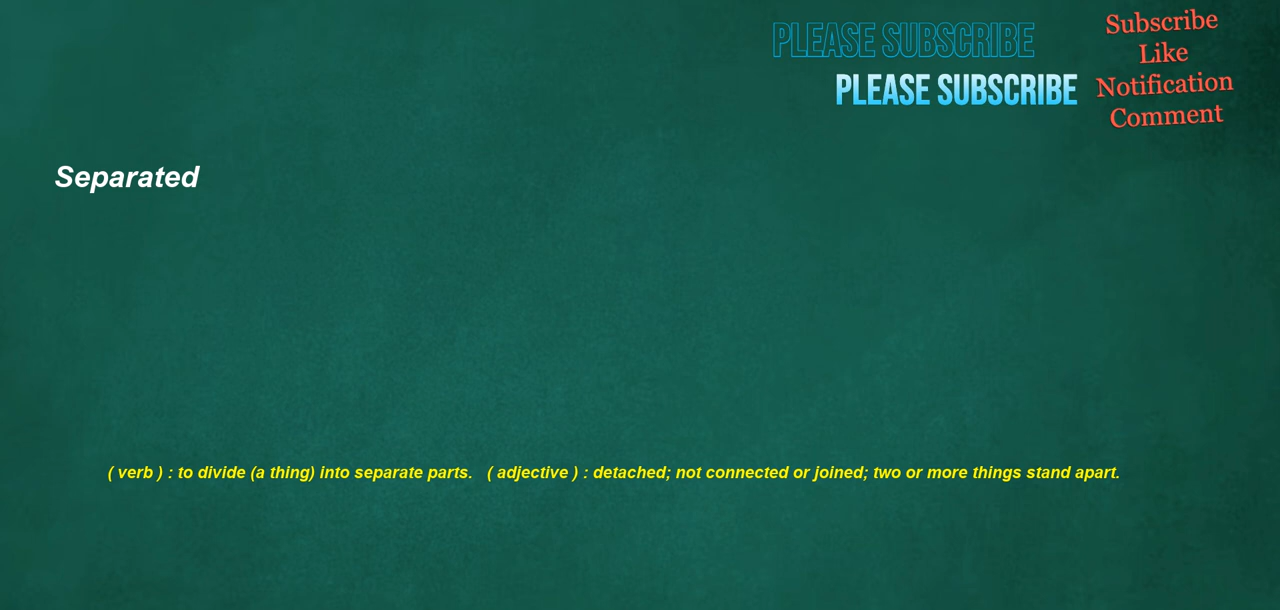 PLEASE SUBSCRIBE
PLEASE SUBSCRIBE
Subscribe
Like
Notification
Comment
Separated
( verb ) : to divide (a thing) into separate parts.   ( adjective ) : detached; not connected or joined; two or more things stand apart.